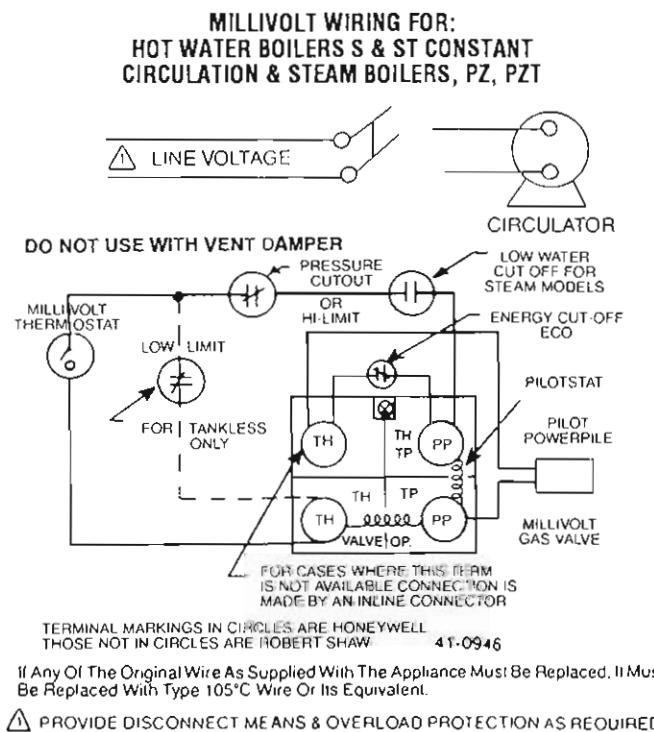 MILLIVOLT WIRING FOR:
HOT WATER BOILERS S & ST CONSTANT
CIRCULATION & STEAM BOILERS, PZ, PZT
1 LINE VOLTAGE
CIRCULATOR
DO NOT USE WITH VENT DAMPER
PRESSURE
CUTOUT
OR
HI-LIMIT
LOW WATER
CUT OFF FOR
STEAM MODELS
MILLIVOLT
THERMOSTAT
ENERGY CUT-OFF
ECO
LOW LIMIT
FOR TANKLESS
ONLY
PILOTSTAT
PILOT
POWERPILE
TH
TH
TP
PP
TH
TP
TH
PP
VALVE OP.
MILLIVOLT
GAS VALVE
FOR CASES WHERE THIS TERM
IS NOT AVAILABLE CONNECTION IS
MADE BY AN INLINE CONNECTOR
TERMINAL MARKINGS IN CIRCLES ARE HONEYWELL
THOSE NOT IN CIRCLES ARE ROBERT SHAW 41-0946
If Any Of The Original Wire As Supplied With The Appliance Must Be Replaced, It Mus
Be Replaced With Type 105°C Wire Or Its Equivalent.
1 PROVIDE DISCONNECT MEANS & OVERLOAD PROTECTION AS REQUIRED